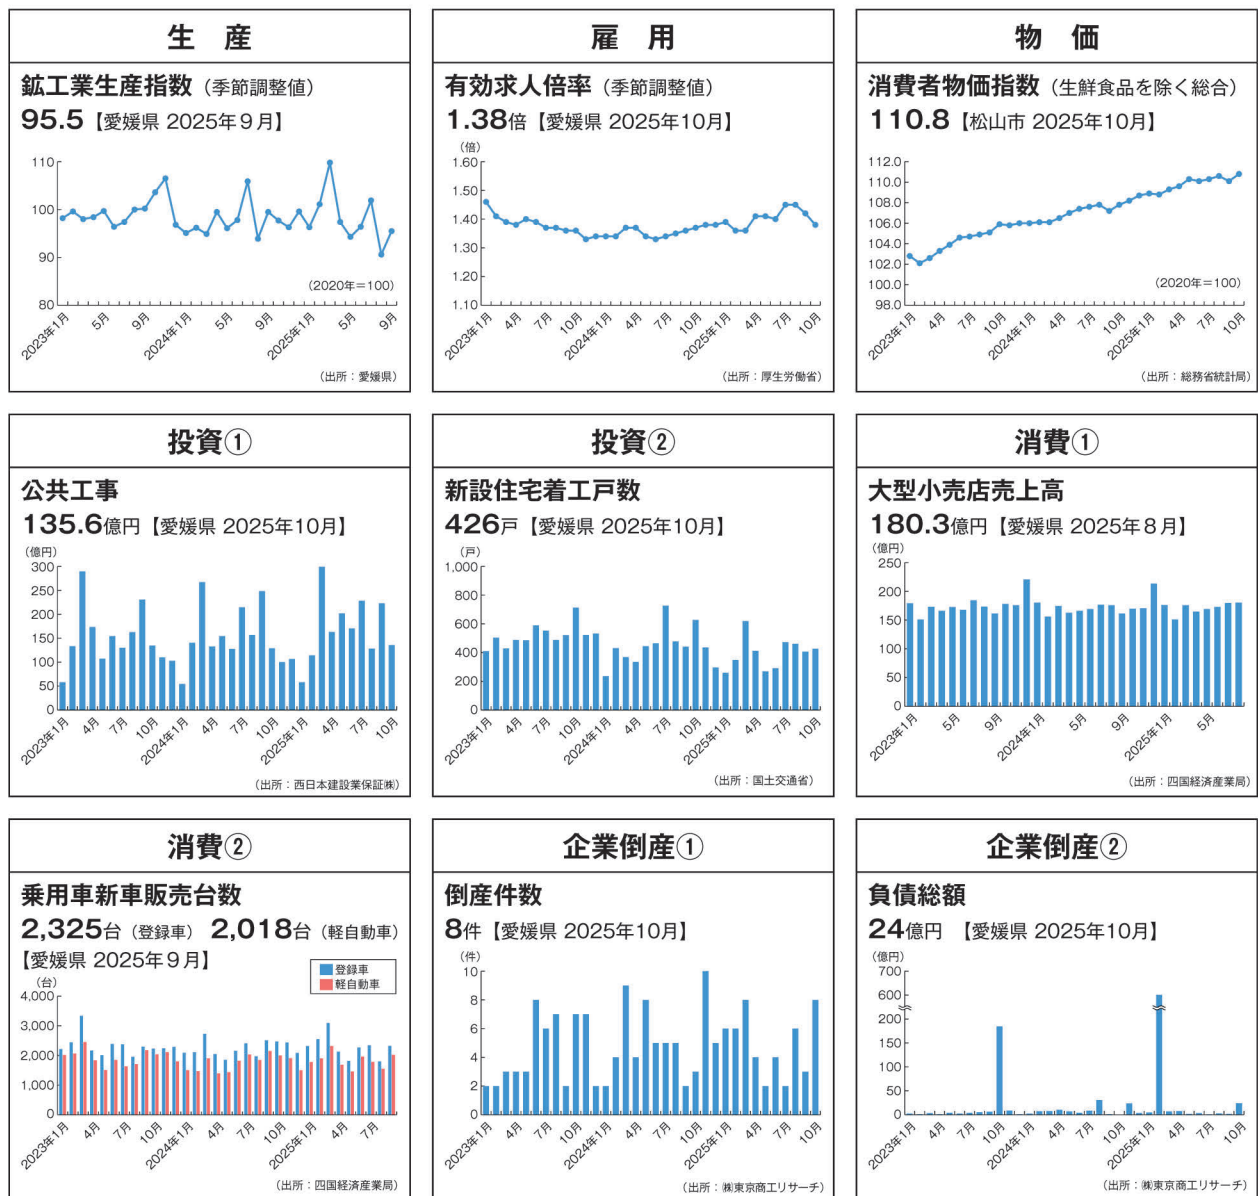 生　産
鉱工業生産指数（季節調整値）
95.5【愛媛県 2025年９月】
110
100
90
80
（2020年＝100）
2023年1月
5月
9月
2024年1月
5月
9月
2025年1月
5月
9月
（出所：愛媛県）
雇　用
有効求人倍率（季節調整値）
1.38倍【愛媛県 2025年10月】
（倍）
1.60
1.50
1.40
1.30
1.20
1.10
2023年1月
4月
7月
10月
2024年1月
4月
7月
10月
2025年1月
4月
7月
10月
（出所：厚生労働省）
物　価
消費者物価指数（生鮮食品を除く総合）
110.8【松山市 2025年10月】
112.0
110.0
108.0
106.0
104.0
102.0
100.0
98.0
（2020年＝100）
2023年1月
4月
7月
10月
2024年1月
4月
7月
10月
2025年1月
4月
7月
10月
（出所：総務省統計局）
投資①
公共工事
135.6億円【愛媛県 2025年10月】
（億円）
300
250
200
150
100
50
0
2023年1月
4月
7月
10月
2024年1月
4月
7月
10月
2025年1月
4月
7月
10月
（出所：西日本建設業保証㈱）
投資②
新設住宅着工戸数
426戸【愛媛県 2025年10月】
（戸）
1,000
800
600
400
200
0
2023年1月
4月
7月
10月
2024年1月
4月
7月
10月
2025年1月
4月
7月
10月
（出所：国土交通省）
消費①
大型小売店売上高
180.3億円【愛媛県 2025年８月】
（億円）
250
200
150
100
50
0
2023年1月
5月
9月
2024年1月
5月
9月
2025年1月
5月
（出所：四国経済産業局）
消費②
乗用車新車販売台数
2,325台（登録車） 2,018台（軽自動車）
【愛媛県 2025年９月】
（台）
登録車
軽自動車
4,000
3,000
2,000
1,000
0
2023年1月
4月
7月
10月
2024年1月
4月
7月
10月
2025年1月
4月
7月
（出所：四国経済産業局）
企業倒産①
倒産件数
8件【愛媛県 2025年10月】
（件）
10
8
6
4
2
0
2023年1月
4月
7月
10月
2024年1月
4月
7月
10月
2025年1月
4月
7月
10月
（出所：㈱東京商工リサーチ）
企業倒産②
負債総額
24億円 【愛媛県 2025年10月】
（億円）
700
600
200
150
100
50
0
2023年1月
4月
7月
10月
2024年1月
4月
7月
10月
2025年1月
4月
7月
10月
（出所：㈱東京商工リサーチ）